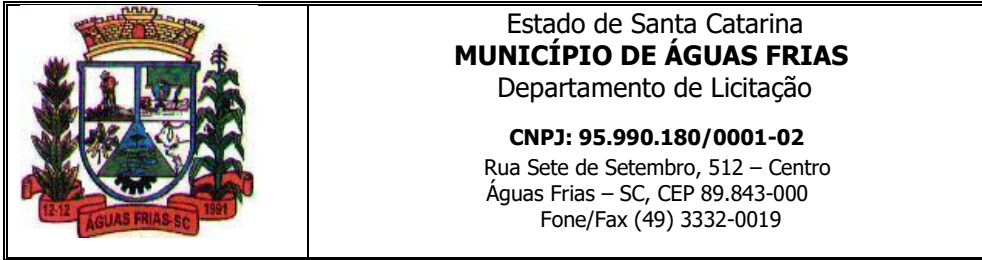 12-12
ÁGUAS FRIAS-SC
1991
Estado de Santa Catarina
MUNICÍPIO DE ÁGUAS FRIAS
Departamento de Licitação
CNPJ: 95.990.180/0001-02
Rua Sete de Setembro, 512 – Centro
Águas Frias – SC, CEP 89.843-000
Fone/Fax (49) 3332-0019